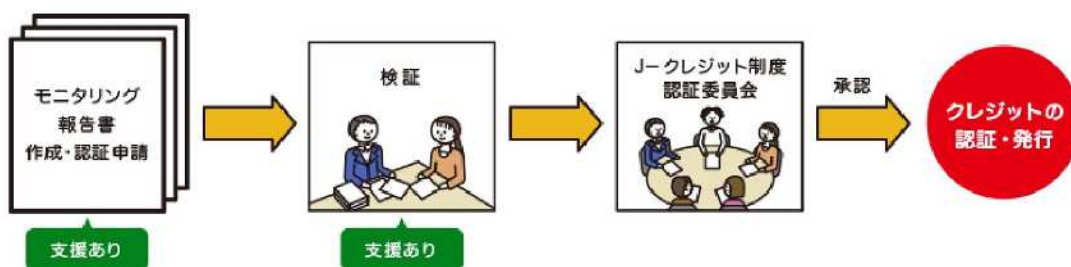 モニタリング
報告書
作成・認証申請
支援あり
検証
支援あり
J－クレジット制度
認証委員会
承認
クレジットの
認証・発行